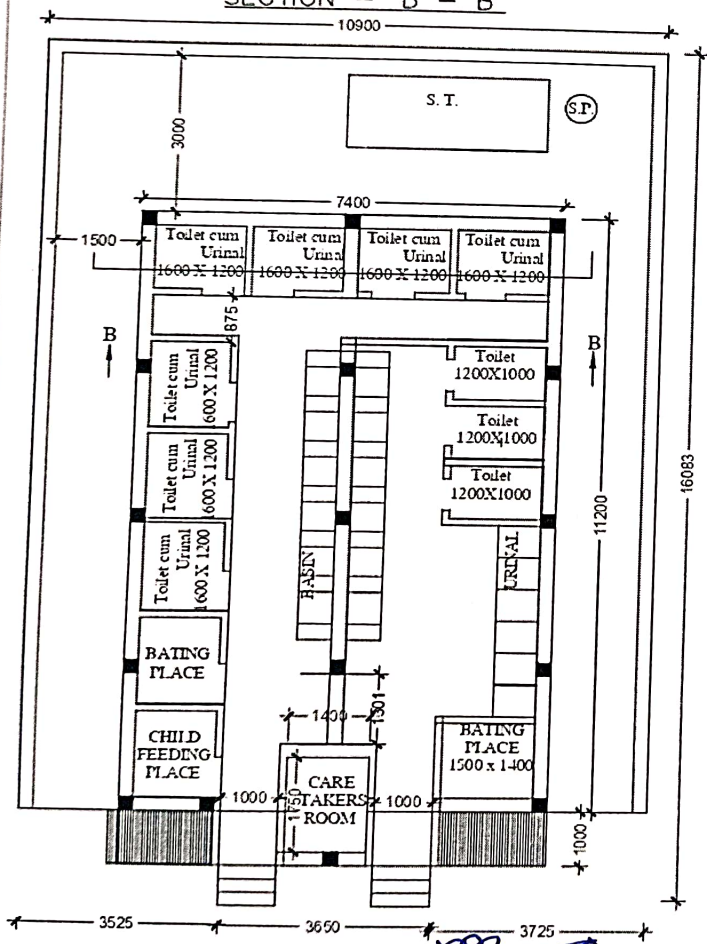 SECTION - B - B
10900
S. T.
S.P.
3000
7400
1500
Toilet cum
Urinal
1600 X 1200
Toilet cum
Urinal
1600 X 1200
Toilet cum
Urinal
1600 X 1200
Toilet cum
Urinal
1600 X 1200
875
B
B
Toilet cum
Urinal
1600 X 1200
Toilet cum
Urinal
1600 X 1200
Toilet cum
Urinal
1600 X 1200
Toilet
1200X1000
Toilet
1200X1000
Toilet
1200X1000
16083
11200
BASIN
URINAL
BATING
PLACE
1400
CHILD
FEEDING
PLACE
BATING
PLACE
1500 x 1400
CARE
TAKERS
ROOM
1000
1000
1000
3525
3650
3725